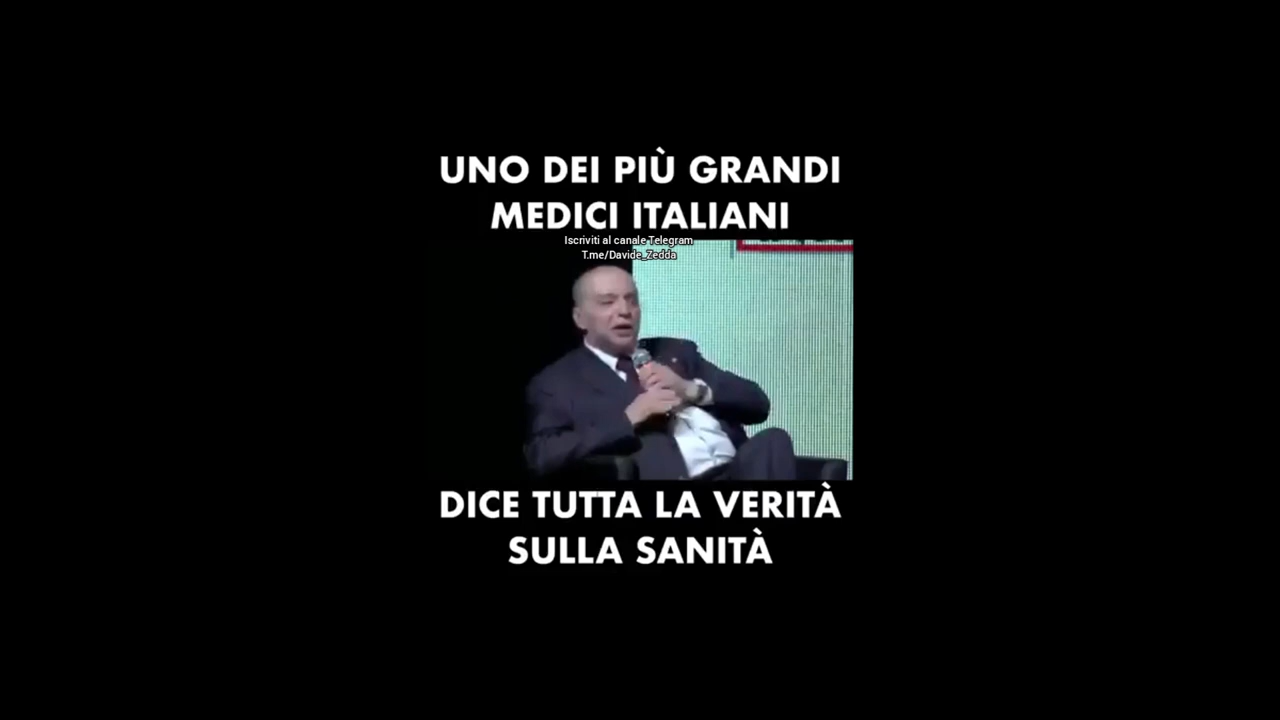 UNO DEI PIÙ GRANDI
MEDICI ITALIANI
Iscriviti al canale Telegram
T.me/Davide_Zedda
DICE TUTTA LA VERITÀ
SULLA SANITÀ